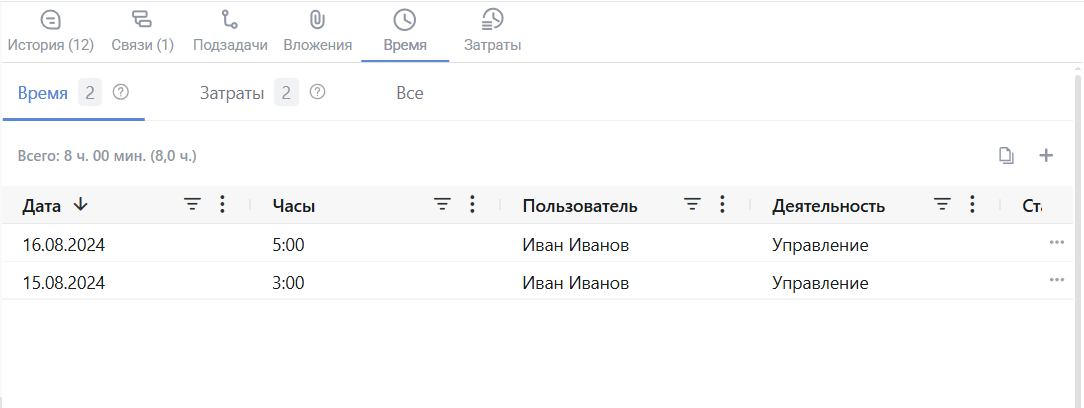 История (12) Связи (1) Подзадачи Вложения Время Затраты
Время 2 ? Затраты 2 ? Все
Всего: 8 ч. 00 мин. (8,0 ч.)
Дата Часы Пользователь Деятельность
16.08.2024 5:00 Иван Иванов Управление
15.08.2024 3:00 Иван Иванов Управление